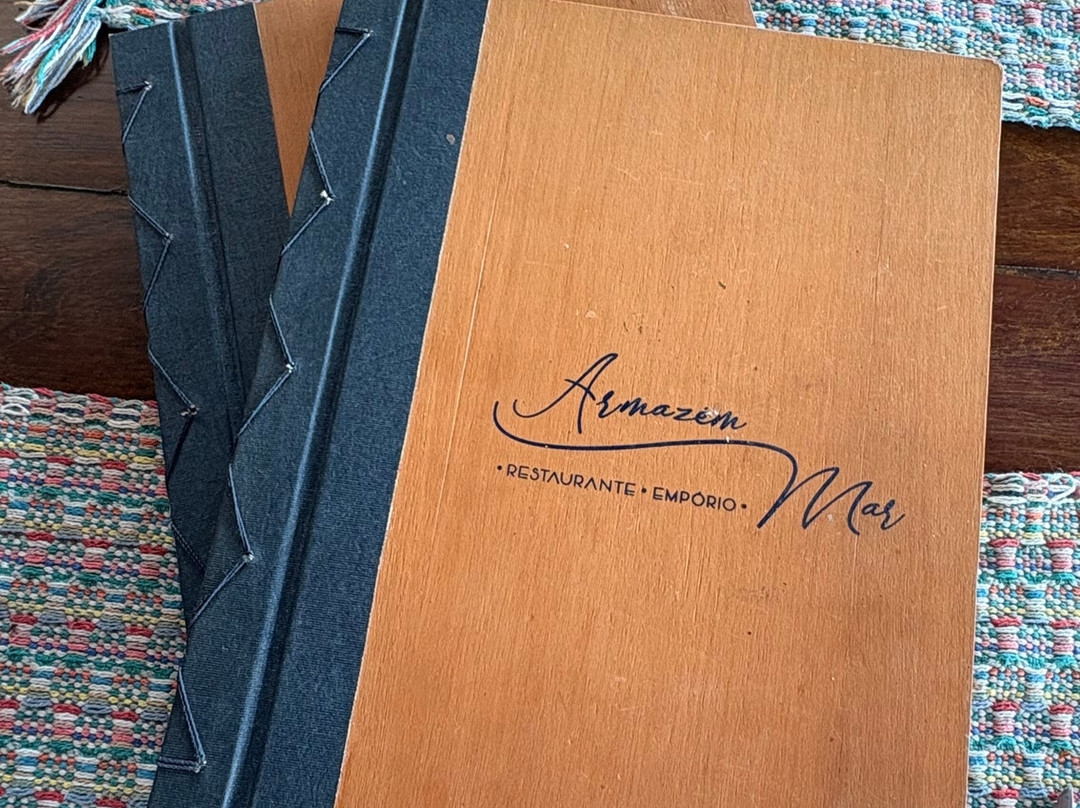 Armazém
• RESTAURANTE • EMPÓRIO •
Mar